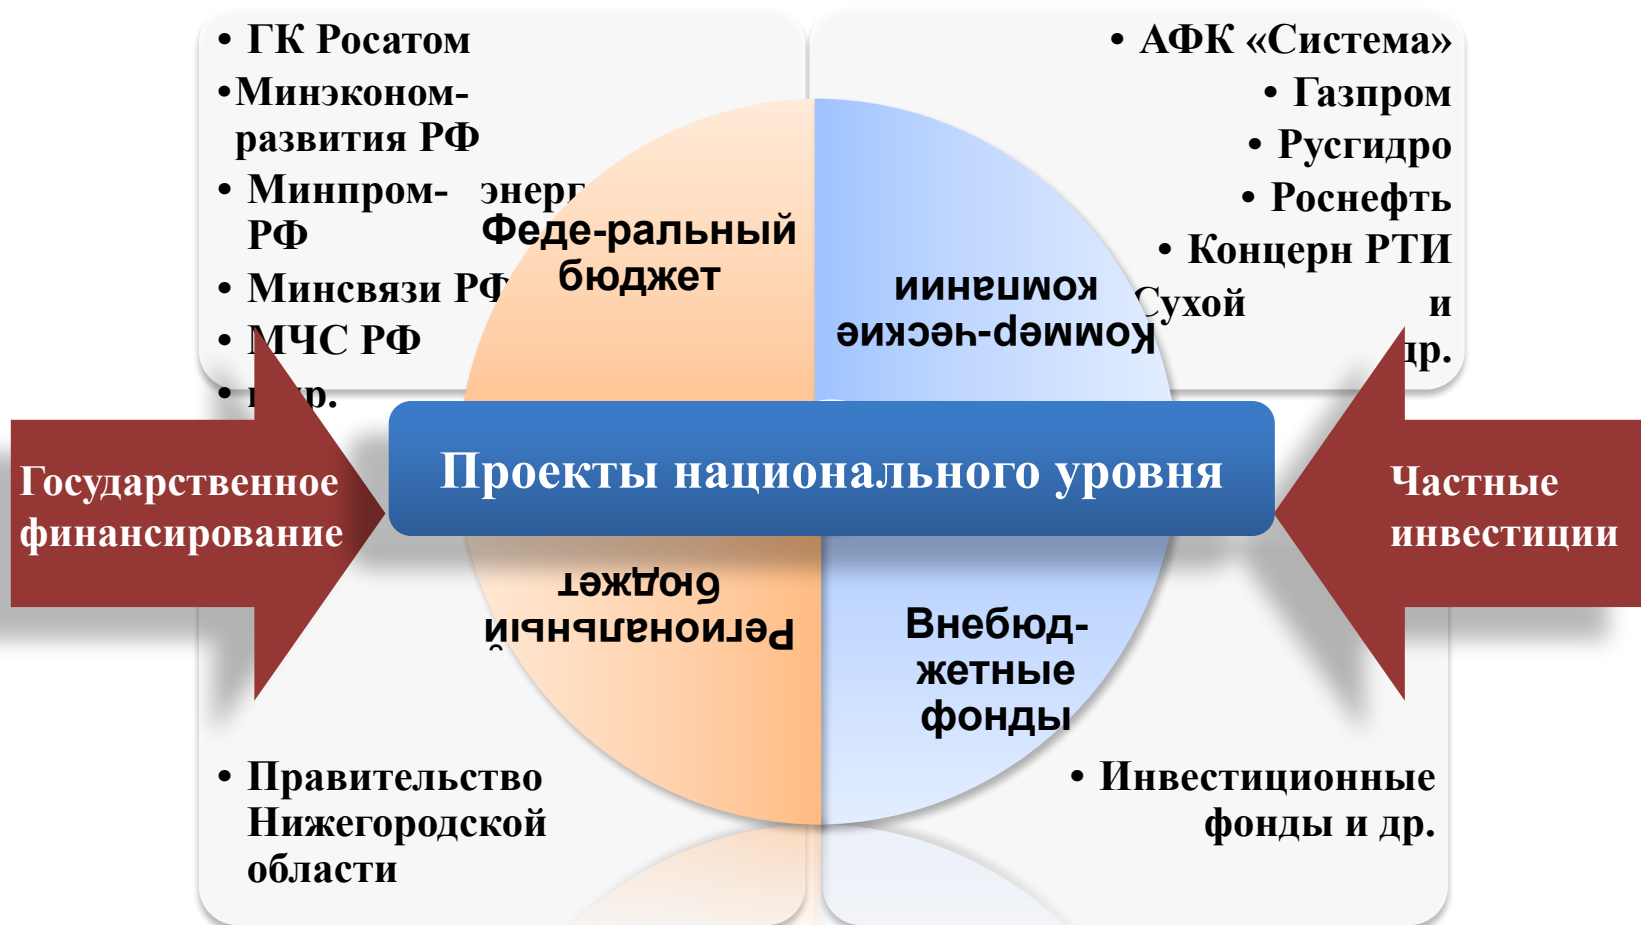 • ГК Росатом
•Минэконом-
развития РФ
• Минпром- энерг
РФ
• Минсвязи РФ
• МЧС РФ
• АФК «Система»
• Газпром
• Русгидро
• Роснефть
• Концерн РТИ
Сухой и
др.
Феде-ральный
бюджет
Коммер-ческие
компании
Государственное
финансирование
Проекты национального уровня
Частные
инвестиции
Региональный
бюджет
Внебюд-
жетные
фонды
• Правительство
Нижегородской
области
• Инвестиционные
фонды и др.